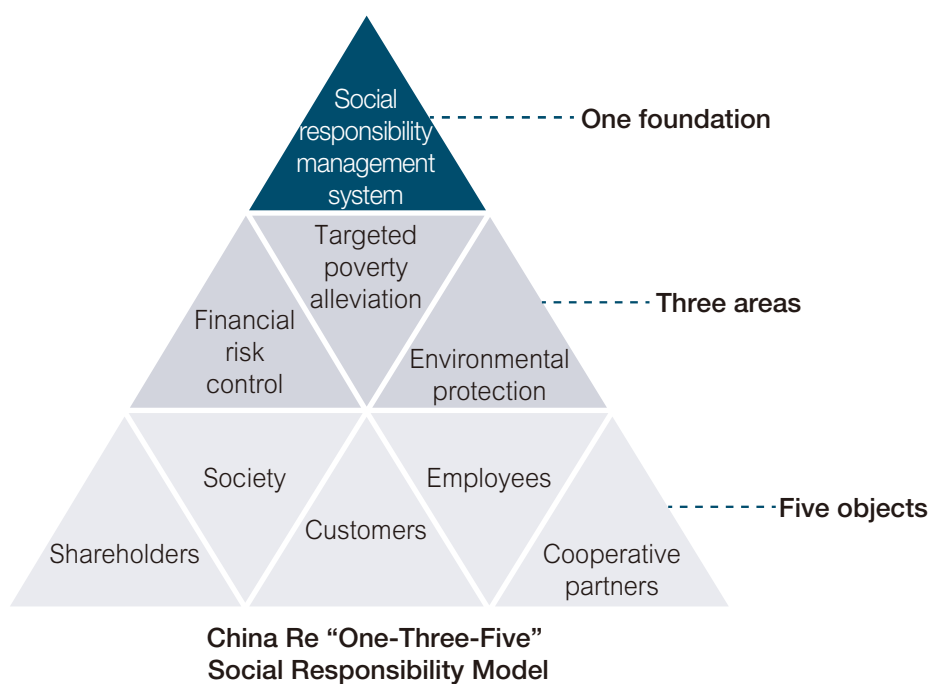 Social
responsibility
management
system
One foundation
Targeted
poverty
alleviation
Financial
risk
control
Environmental
protection
Three areas
Society
Employees
Shareholders
Customers
Cooperative
partners
Five objects
China Re “One-Three-Five”
Social Responsibility Model